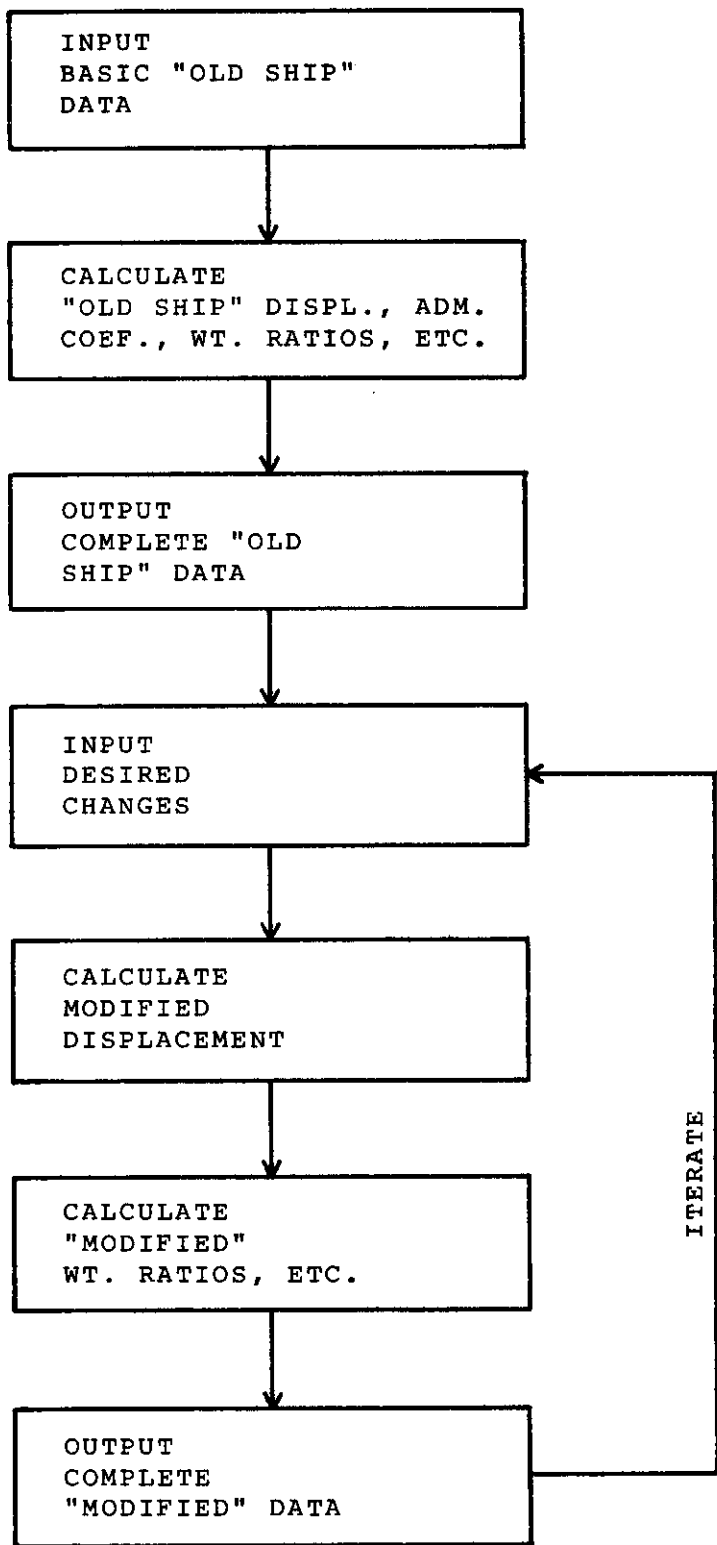 INPUT
BASIC "OLD SHIP"
DATA
CALCULATE
"OLD SHIP" DISPL., ADM.
COEF., WT. RATIOS, ETC.
OUTPUT
COMPLETE "OLD
SHIP" DATA
INPUT
DESIRED
CHANGES
CALCULATE
MODIFIED
DISPLACEMENT
CALCULATE
"MODIFIED"
WT. RATIOS, ETC.
OUTPUT
COMPLETE
"MODIFIED" DATA
ITERATE